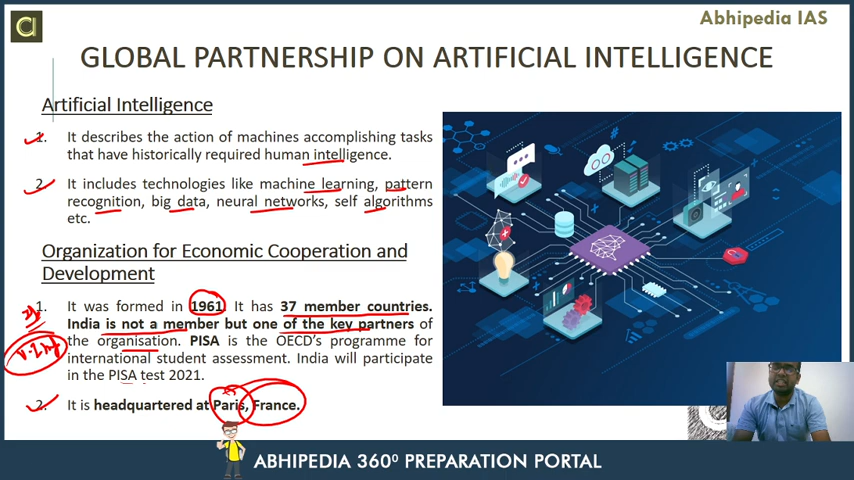 Abhipedia IAS
GLOBAL PARTNERSHIP ON ARTIFICIAL INTELLIGENCE
Artificial Intelligence
1. It describes the action of machines accomplishing tasks
that have historically required human intelligence.
2. It includes technologies like machine learning, pattern
recognition, big data, neural networks, self algorithms
etc.
Organization for Economic Cooperation and
Development
1. It was formed in 1961. It has 37 member countries.
India is not a member but one of the key partners of
the organisation. PISA is the OECD's programme for
international student assessment. India will participate
in the PISA test 2021.
2. It is headquartered at Paris, France.
ABHIPEDIA 360⁰ PREPARATION PORTAL